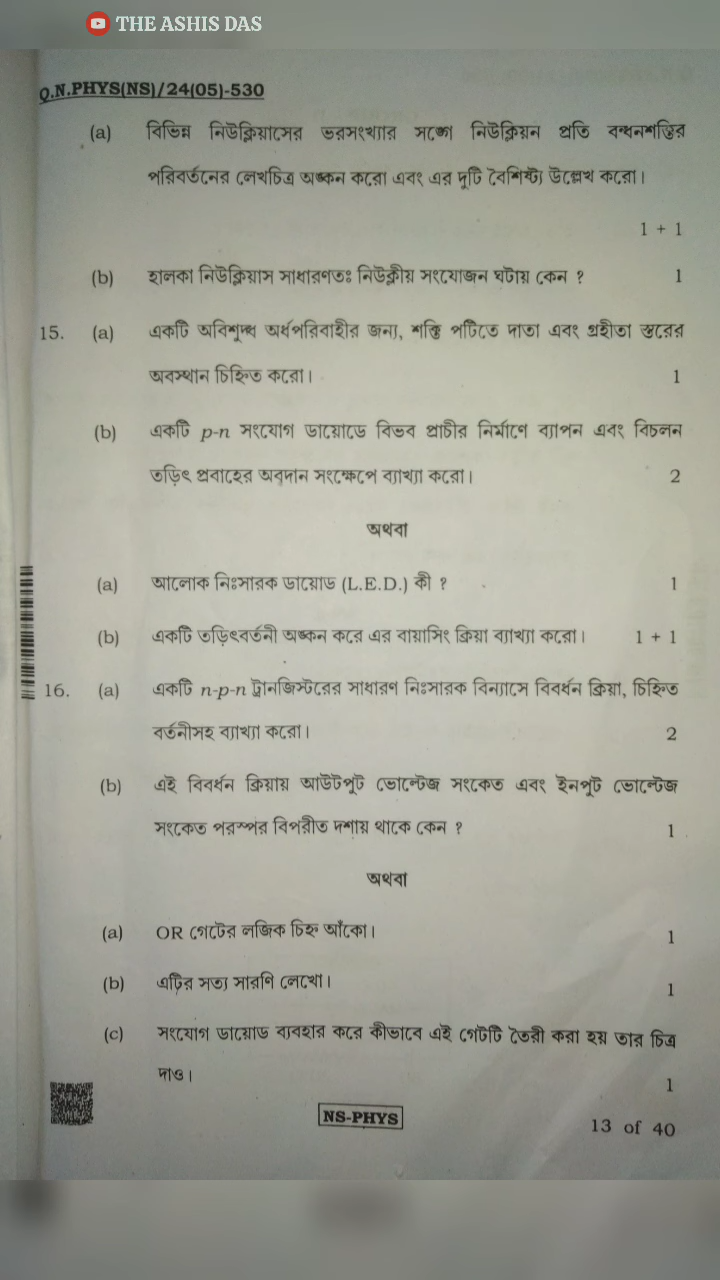 THE ASHIS DAS
Q.N.PHYS(NS)/24(05)-530
(a) বিভিন্ন নিউক্লিয়াসের ভরসংখ্যার সঙ্গে নিউক্লিয়ন প্রতি বন্ধনশক্তির
পরিবর্তনের লেখচিত্র অঙ্কন করো এবং এর দুটি বৈশিষ্ট্য উল্লেখ করো।
1 + 1
(b) হালকা নিউক্লিয়াস সাধারণতঃ নিউক্লীয় সংযোজন ঘটায় কেন ? 1
15. (a) একটি অবিশুদ্ধ অর্ধপরিবাহীর জন্য, শক্তি পটিতে দাতা এবং গ্রহীতা স্তরের
অবস্থান চিহ্নিত করো। 1
(b) একটি p-n সংযোগ ডায়োডে বিভব প্রাচীর নির্মাণে ব্যাপন এবং বিচলন
তড়িৎ প্রবাহের অবদান সংক্ষেপে ব্যাখ্যা করো। 2
অথবা
(a) আলোক নিঃসারক ডায়োড (L.E.D.) কী ? 1
(b) একটি তড়িৎবর্তনী অঙ্কন করে এর বায়াসিং ক্রিয়া ব্যাখ্যা করো। 1 + 1
16. (a) একটি n-p-n ট্রানজিস্টরের সাধারণ নিঃসারক বিন্যাসে বিবর্ধন ক্রিয়া, চিহ্নিত
বর্তনীসহ ব্যাখ্যা করো। 2
(b) এই বিবর্ধন ক্রিয়ায় আউটপুট ভোল্টেজ সংকেত এবং ইনপুট ভোল্টেজ
সংকেত পরস্পর বিপরীত দশায় থাকে কেন ? 1
অথবা
(a) OR গেটের লজিক চিহ্ন আঁকো। 1
(b) এটির সত্য সারণি লেখো। 1
(c) সংযোগ ডায়োড ব্যবহার করে কীভাবে এই গেটটি তৈরী করা হয় তার চিত্র
দাও। 1
NS-PHYS
13 of 40